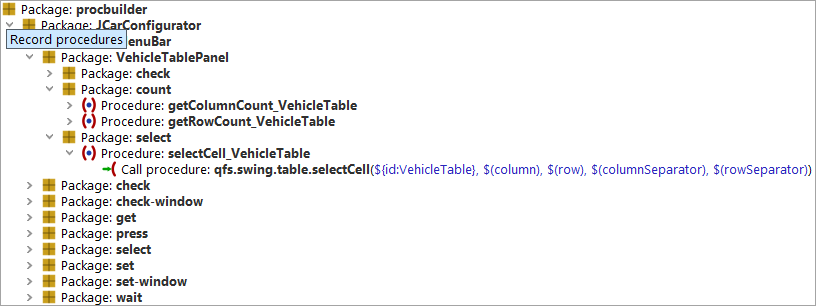 Package: procbuilder
Package: JCarConfigurator
Record procedures enuBar
Package: VehicleTablePanel
Package: check
Package: count
Procedure: getColumnCount_VehicleTable
Procedure: getRowCount_VehicleTable
Package: select
Procedure: selectCell_VehicleTable
Call procedure: qfs.swing.table.selectCell(${id:VehicleTable}, $(column), $(row), $(columnSeparator), $(rowSeparator))
Package: check
Package: check-window
Package: get
Package: press
Package: select
Package: set
Package: set-window
Package: wait